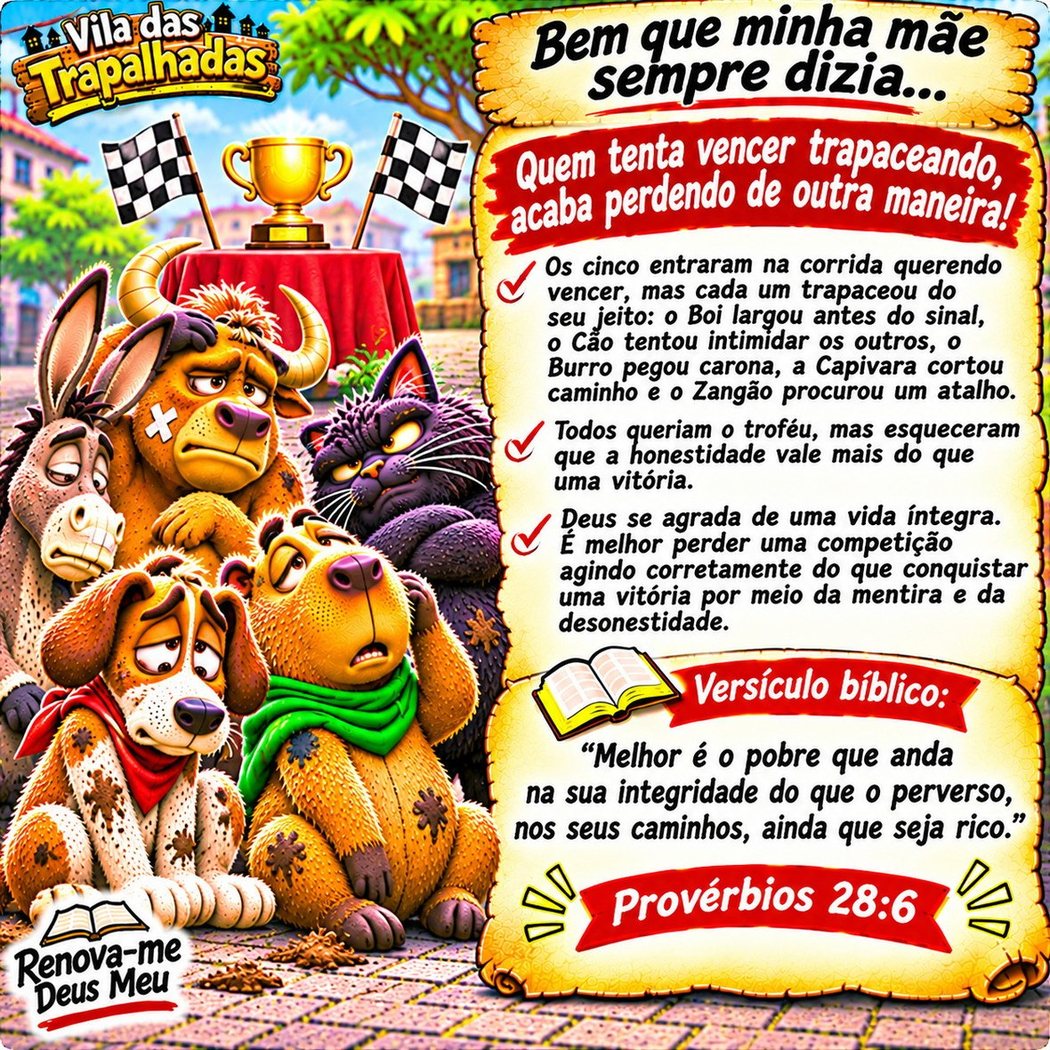 Vila das
Trapalhadas
Bem que minha mãe
sempre dizia...
Quem tenta vencer trapaceando,
acaba perdendo de outra maneira!
Os cinco entraram na corrida querendo
vencer, mas cada um trapaceou do
seu jeito: o Boi largou antes do sinal,
o Cão tentou intimidar os outros, o
Burro pegou carona, a Capivara cortou
caminho e o Zangão procurou um atalho.
Todos queriam o troféu, mas esqueceram
que a honestidade vale mais do que
uma vitória.
Deus se agrada de uma vida íntegra.
É melhor perder uma competição
agindo corretamente do que conquistar
uma vitória por meio da mentira e da
desonestidade.
Versículo bíblico:
“Melhor é o pobre que anda
na sua integridade do que o perverso,
nos seus caminhos, ainda que seja rico.”
Provérbios 28:6
Renova-me
Deus Meu